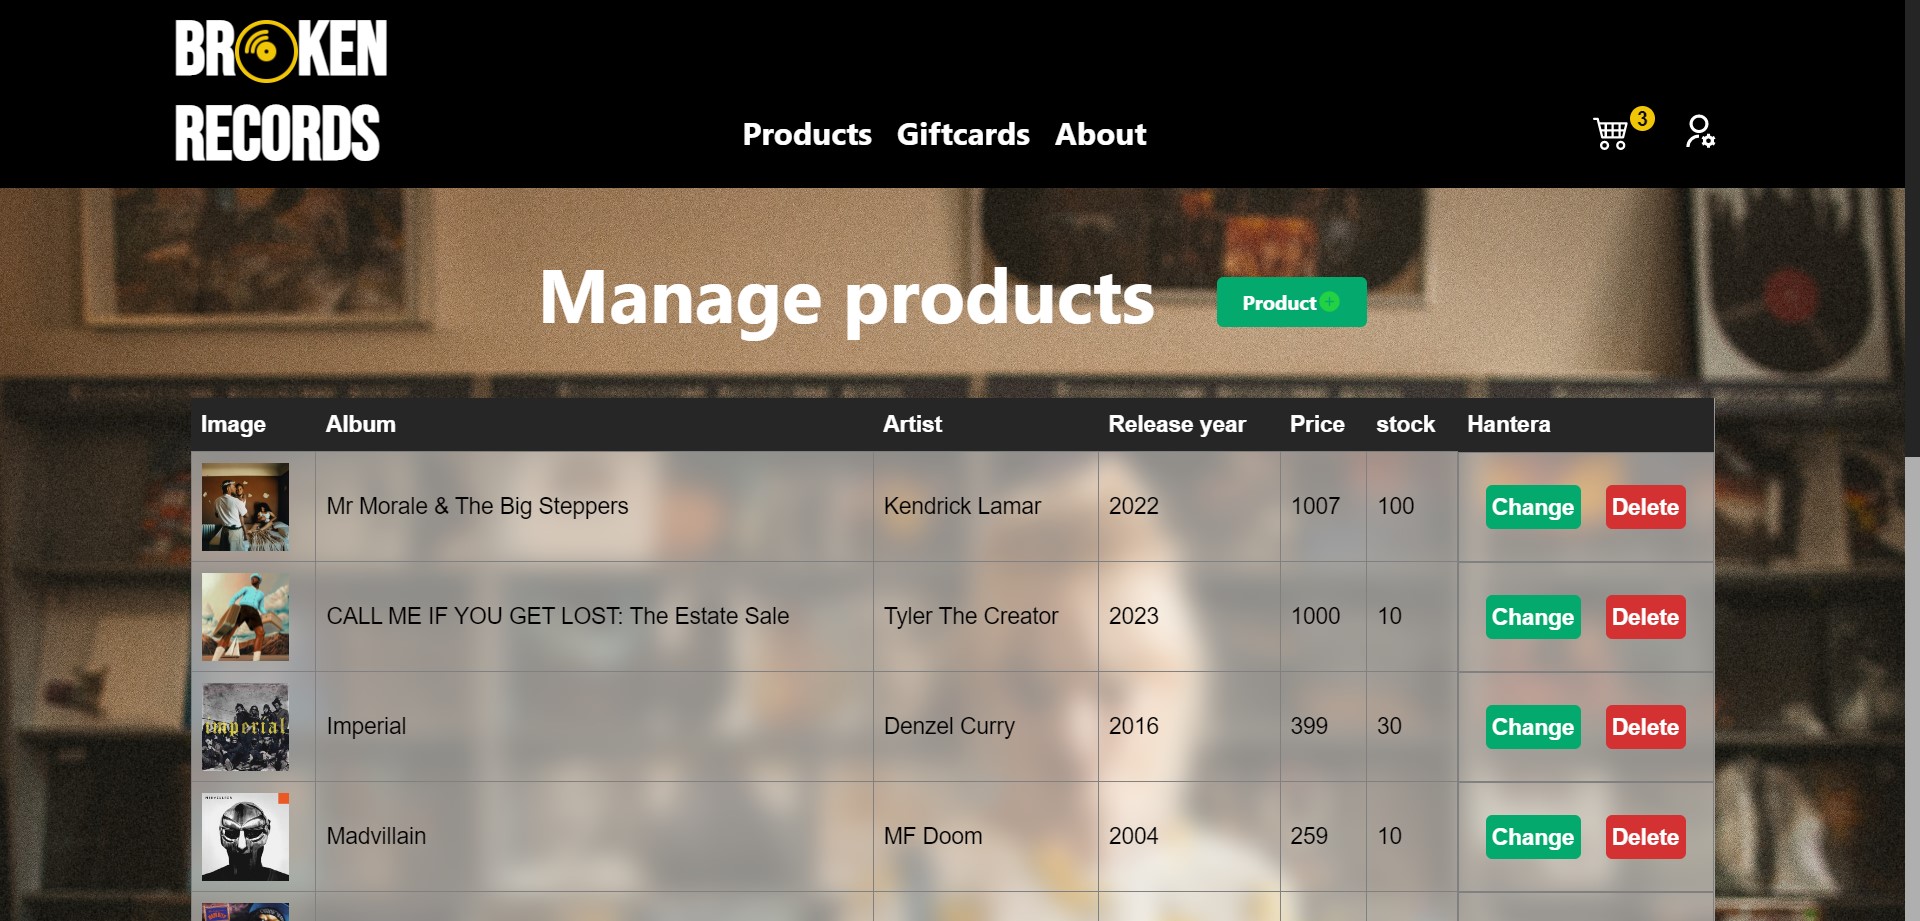 BROKEN
RECORDS
Products Giftcards About
3
Manage products
Product +
Image Album Artist Release year Price stock Hantera
Mr Morale & The Big Steppers Kendrick Lamar 2022 1007 100 Change Delete
CALL ME IF YOU GET LOST: The Estate Sale Tyler The Creator 2023 1000 10 Change Delete
imperial
Imperial Denzel Curry 2016 399 30 Change Delete
Madvillain MF Doom 2004 259 10 Change Delete